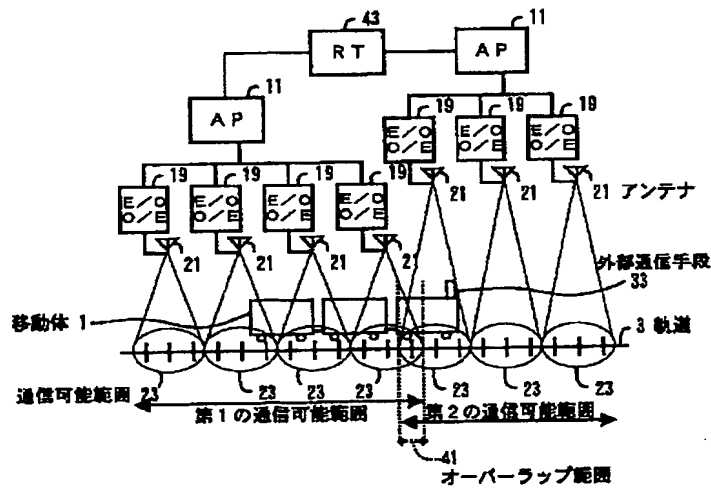 43
RT
11
AP
11
AP
19
19
19
E/O
O/E
E/O
O/E
E/O
O/E
19
19
19
19
E/O
O/E
E/O
O/E
E/O
O/E
E/O
O/E
21
21
21 アンテナ
21
21
21
21
外部通信手段
33
移動体 1
3 軌道
通信可能範囲
23
23
23
23
23
23
23
第1の通信可能範囲
第2の通信可能範囲
41
オーバーラップ範囲